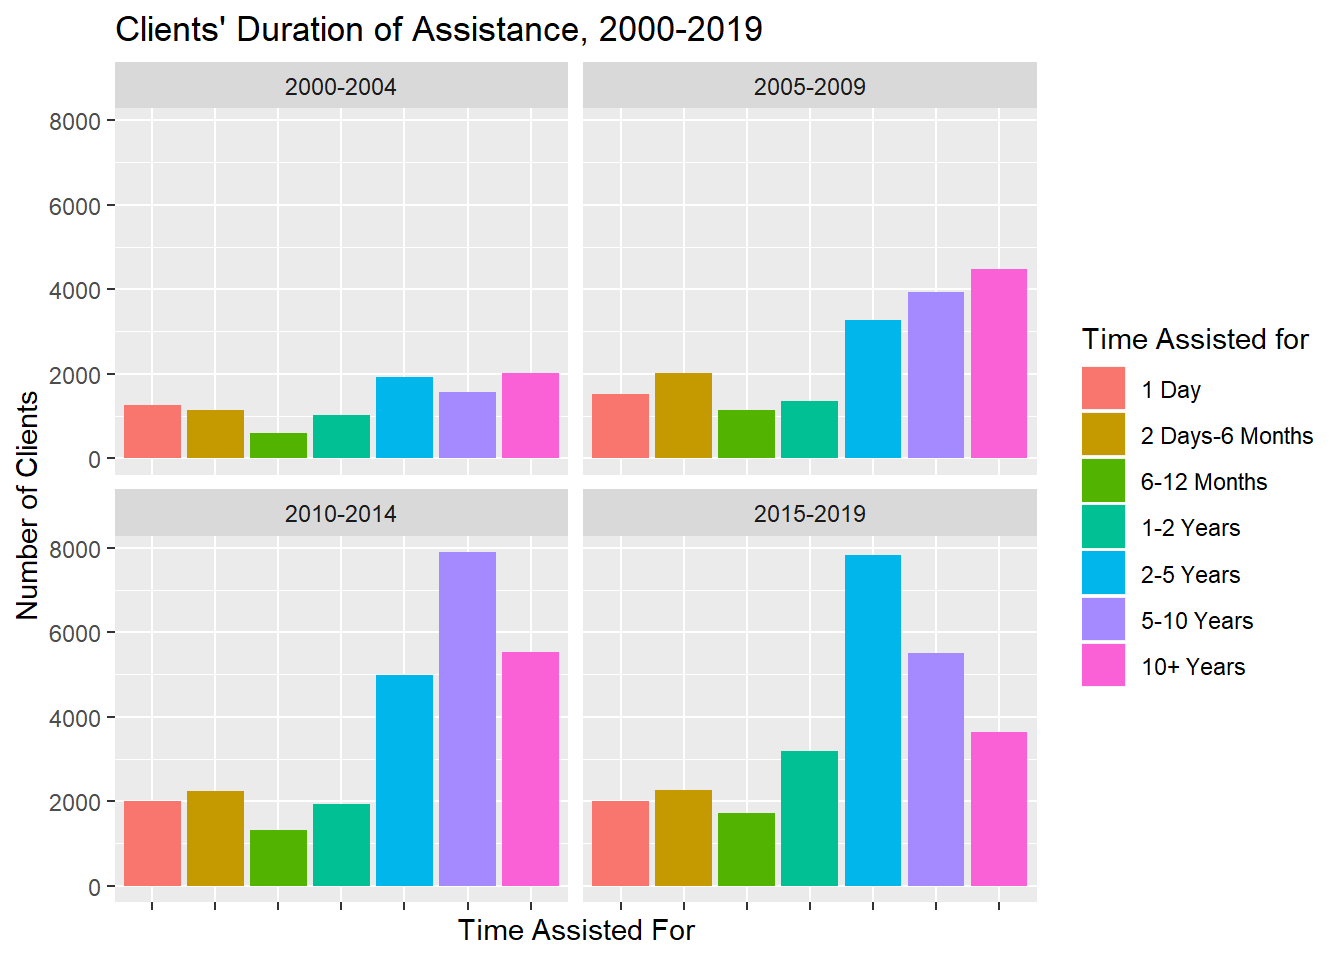 Clients' Duration of Assistance, 2000-2019
2000-2004
2005-2009
8000
6000
4000
2000
0
2010-2014
2015-2019
8000
6000
4000
2000
0
Number of Clients
Time Assisted For
Time Assisted for
1 Day
2 Days-6 Months
6-12 Months
1-2 Years
2-5 Years
5-10 Years
10+ Years